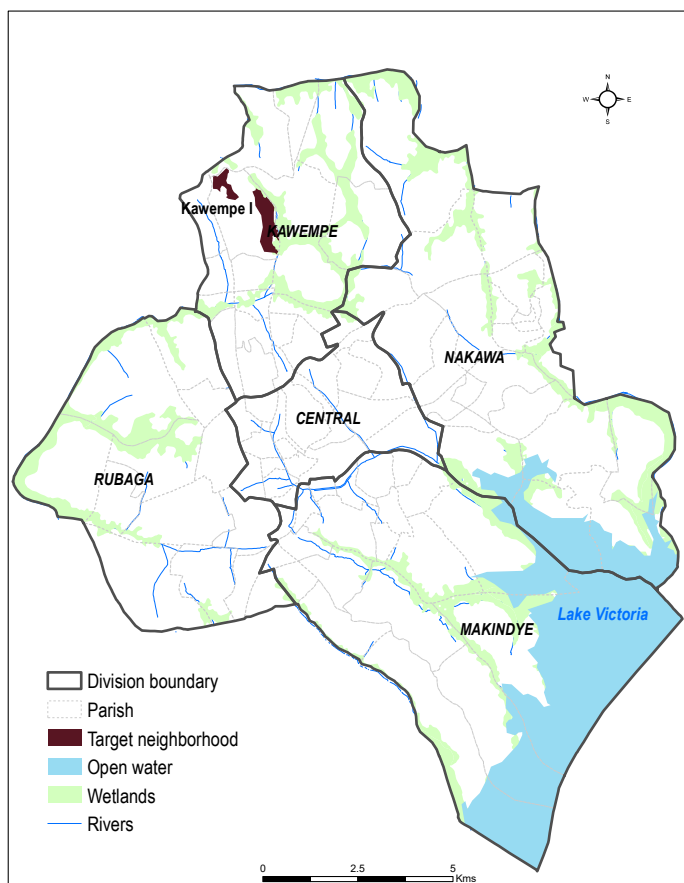 N
W E
S
Kawempe I
KAWEMPE
NAKAWA
CENTRAL
RUBAGA
Lake Victoria
MAKINDYE
Division boundary
Parish
Target neighborhood
Open water
Wetlands
Rivers
0 2.5 5
Kms